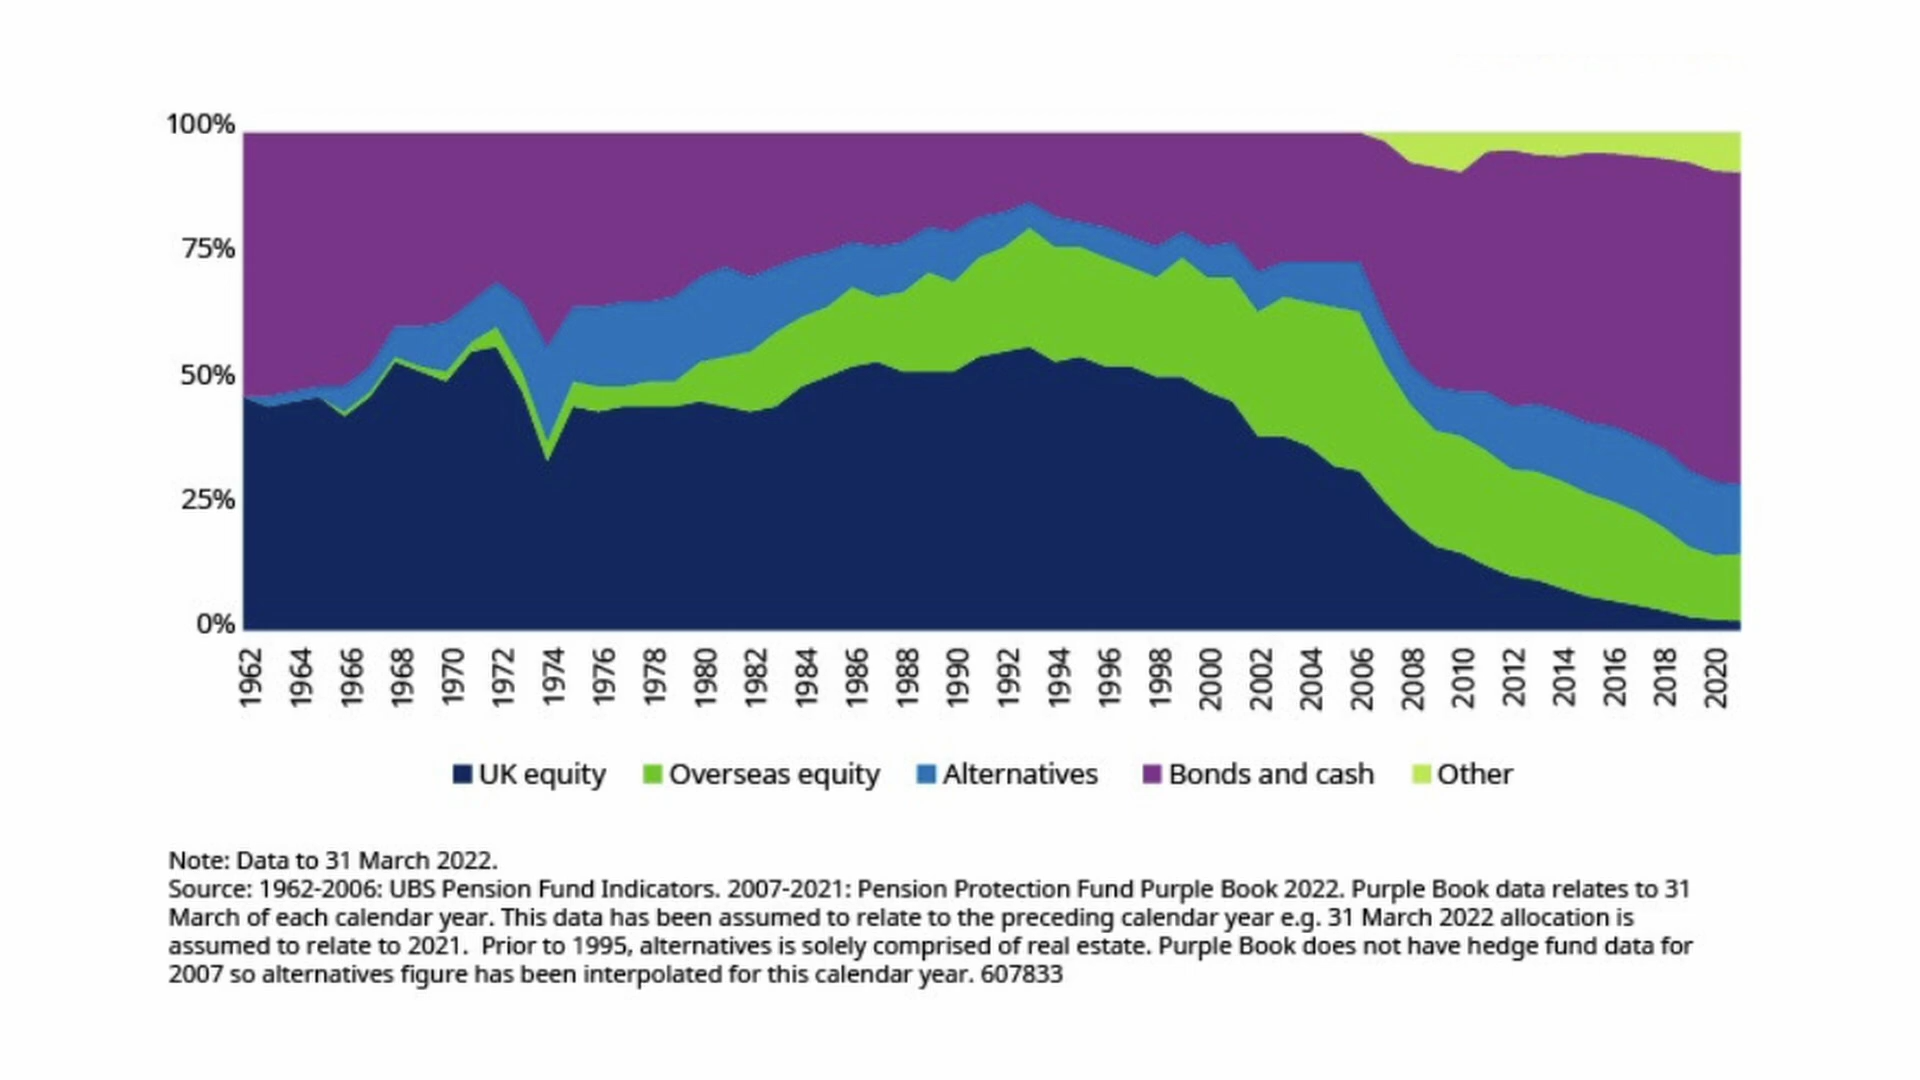 100%
75%
50%
25%
0%
1962 1964 1966 1968 1970 1972 1974 1976 1978 1980 1982 1984 1986 1988 1990 1992 1994 1996 1998 2000 2002 2004 2006 2008 2010 2012 2014 2016 2018 2020
UK equity Overseas equity Alternatives Bonds and cash Other
Note: Data to 31 March 2022.
Source: 1962-2006: UBS Pension Fund Indicators. 2007-2021: Pension Protection Fund Purple Book 2022. Purple Book data relates to 31
March of each calendar year. This data has been assumed to relate to the preceding calendar year e.g. 31 March 2022 allocation is
assumed to relate to 2021.  Prior to 1995, alternatives is solely comprised of real estate. Purple Book does not have hedge fund data for
2007 so alternatives figure has been interpolated for this calendar year. 607833